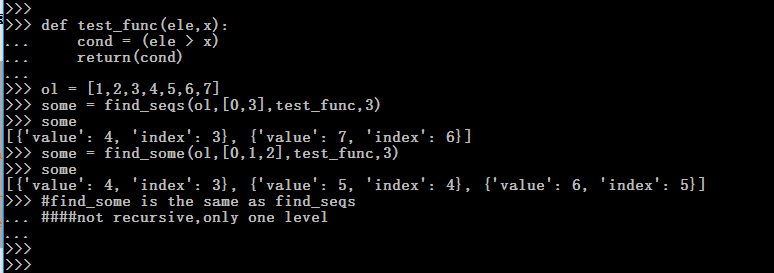 >>>
>>> def test_func(ele,x):
...     cond = (ele > x)
...     return(cond)
...
>>> ol = [1,2,3,4,5,6,7]
>>> some = find_seqs(ol,[0,3],test_func,3)
>>> some
[{'value': 4, 'index': 3}, {'value': 7, 'index': 6}]
>>> some = find_some(ol,[0,1,2],test_func,3)
>>> some
[{'value': 4, 'index': 3}, {'value': 5, 'index': 4}, {'value': 6, 'index': 5}]
>>> #find_some is the same as find_seqs
... ####not recursive,only one level
...
>>>
>>>